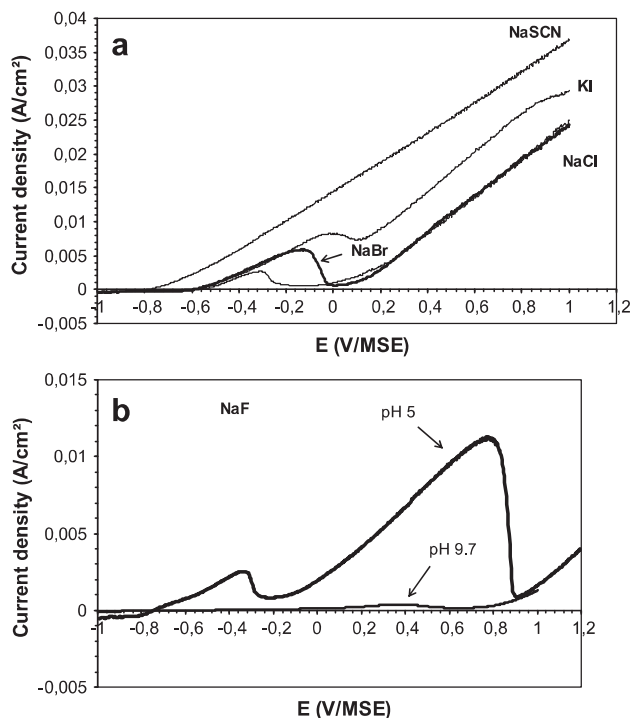 a
Current density (A/cm²)
0,04
0,035
0,03
0,025
0,02
0,015
0,01
0,005
0
-0,005
NaSCN
KI
NaCl
NaBr
-1 -0,8 -0,6 -0,4 -0,2 0 0,2 0,4 0,6 0,8 1 1,2
E (V/MSE)
b
Current density (A/cm²)
0,015
0,01
0,005
0
-0,005
NaF
pH 5
pH 9.7
-1 -0,8 -0,6 -0,4 -0,2 0 0,2 0,4 0,6 0,8 1 1,2
E (V/MSE)